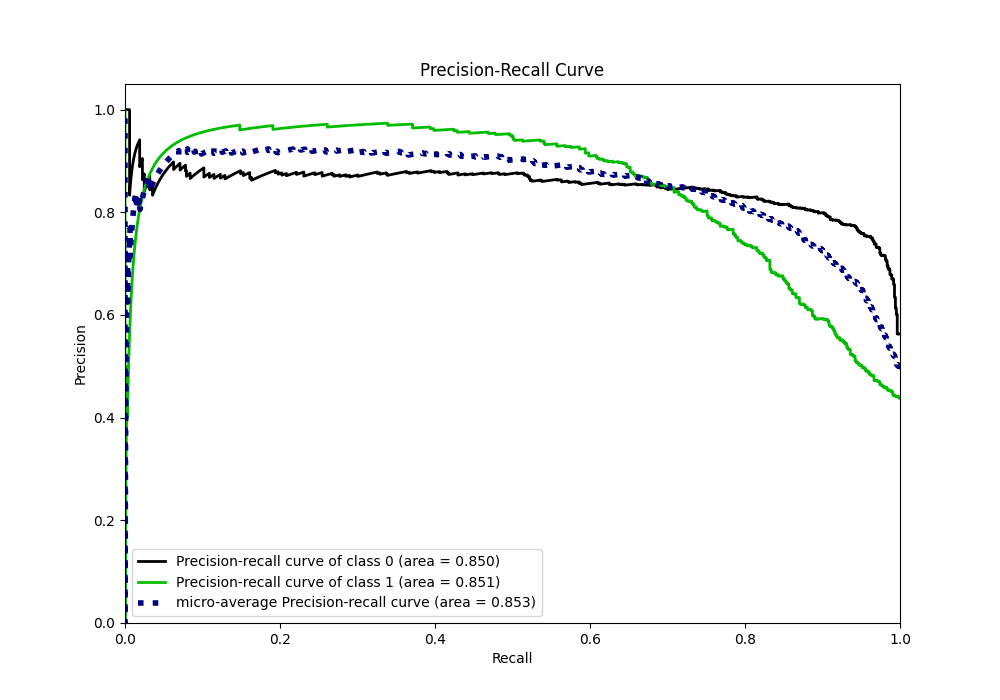 Precision-Recall Curve
1.0
0.8
0.6
0.4
0.2
0.0
Precision
Precision-recall curve of class 0 (area = 0.850)
Precision-recall curve of class 1 (area = 0.851)
micro-average Precision-recall curve (area = 0.853)
0.0 0.2 0.4 0.6 0.8 1.0
Recall